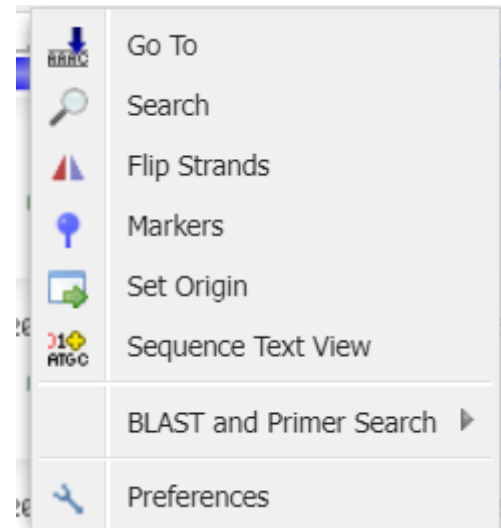 Go To
Search
Flip Strands
Markers
Set Origin
Sequence Text View
BLAST and Primer Search
Preferences